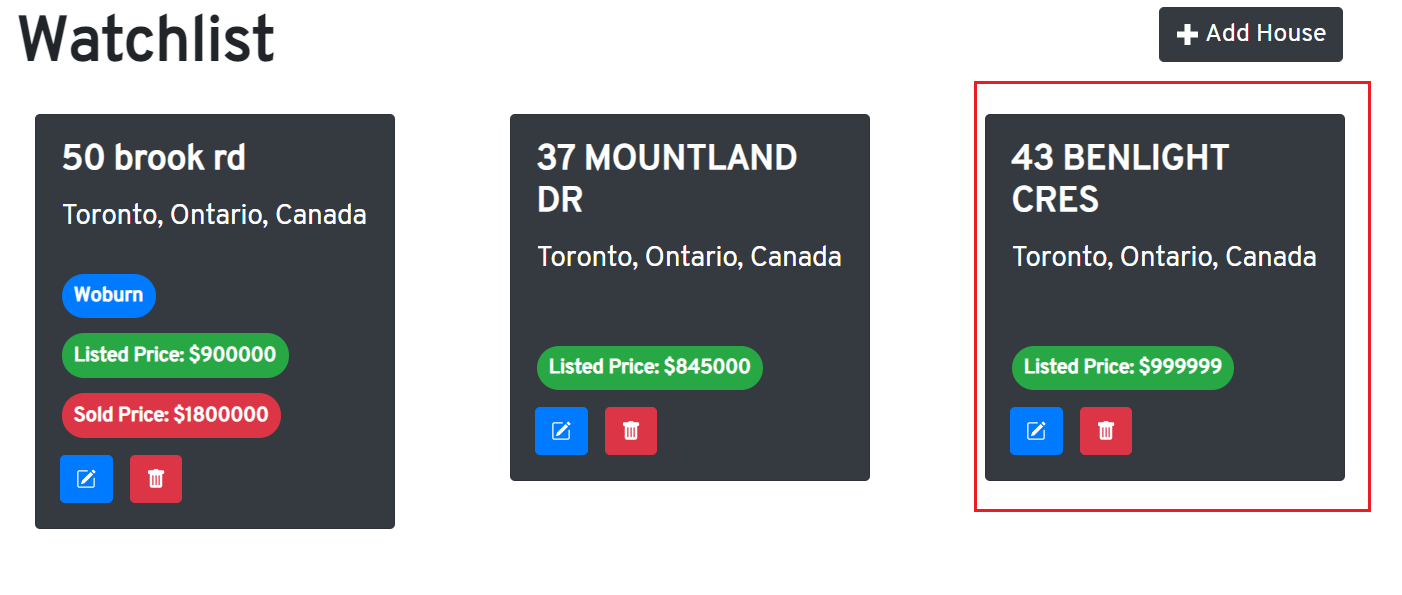 Watchlist
Add House
50 brook rd
Toronto, Ontario, Canada
Woburn
Listed Price: $900000
Sold Price: $1800000
37 MOUNTLAND
DR
Toronto, Ontario, Canada
Listed Price: $845000
43 BENLIGHT
CRES
Toronto, Ontario, Canada
Listed Price: $999999